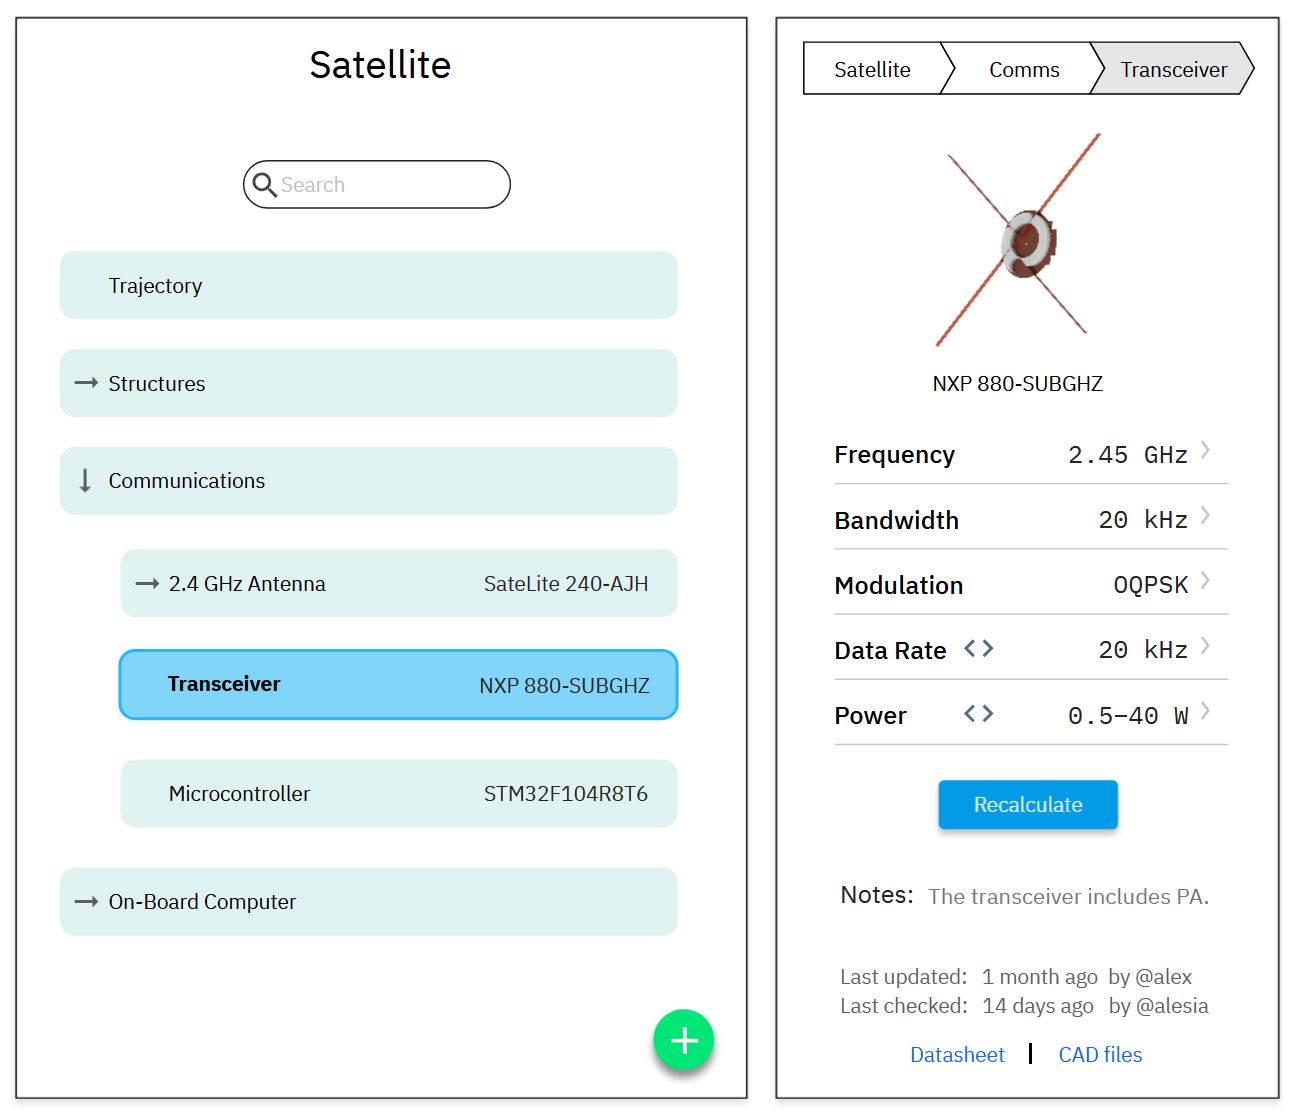 Satellite
Search
Trajectory
Structures
Communications
2.4 GHz Antenna SateLite 240-AJH
Transceiver NXP 880-SUBGHZ
Microcontroller STM32F104R8T6
On-Board Computer
Satellite Comms Transceiver
NXP 880-SUBGHZ
Frequency 2.45 GHz
Bandwidth 20 kHz
Modulation OQPSK
Data Rate <> 20 kHz
Power <> 0.5–40 W
Recalculate
Notes: The transceiver includes PA.
Last updated: 1 month ago by @alex
Last checked: 14 days ago by @alesia
Datasheet | CAD files